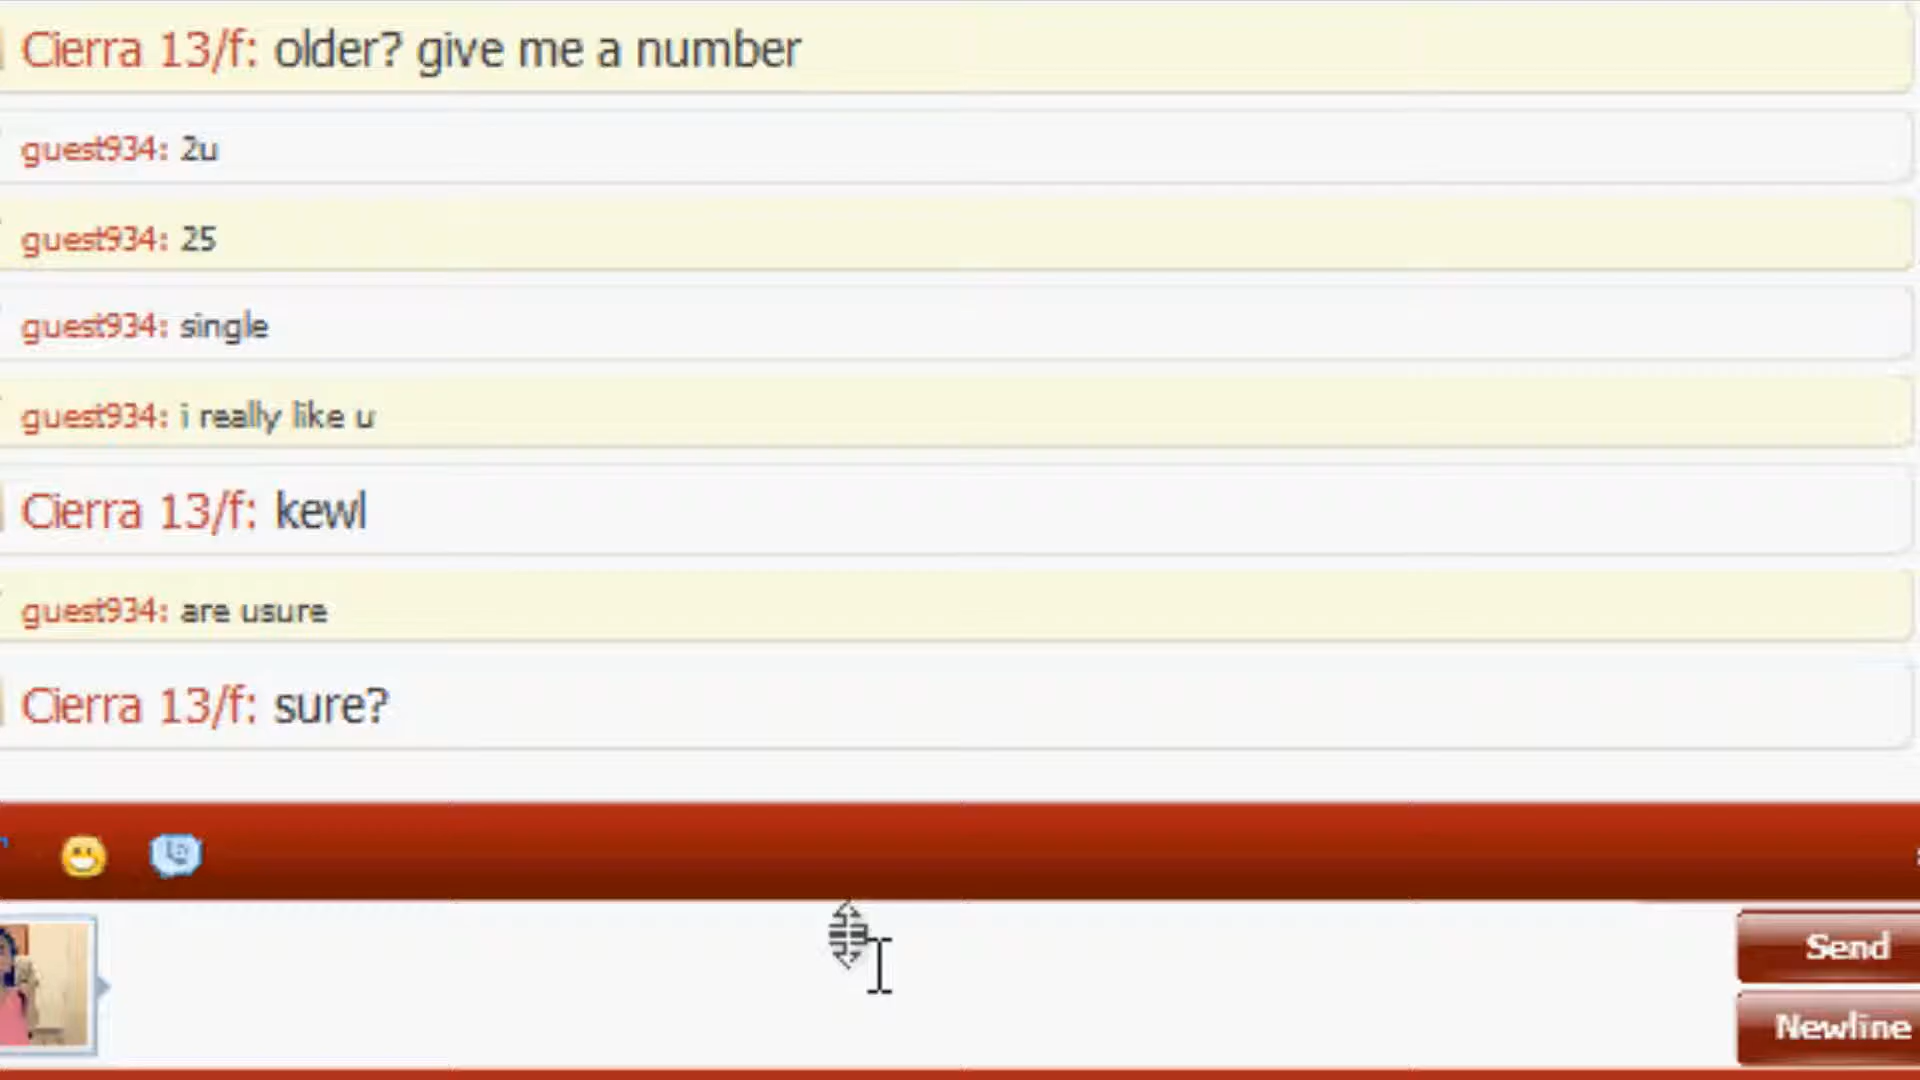 Cierra 13/f: older? give me a number
guest934: 2u
guest934: 25
guest934: single
guest934: i really like u
Cierra 13/f: kewl
guest934: are usure
Cierra 13/f: sure?
Send
Newline